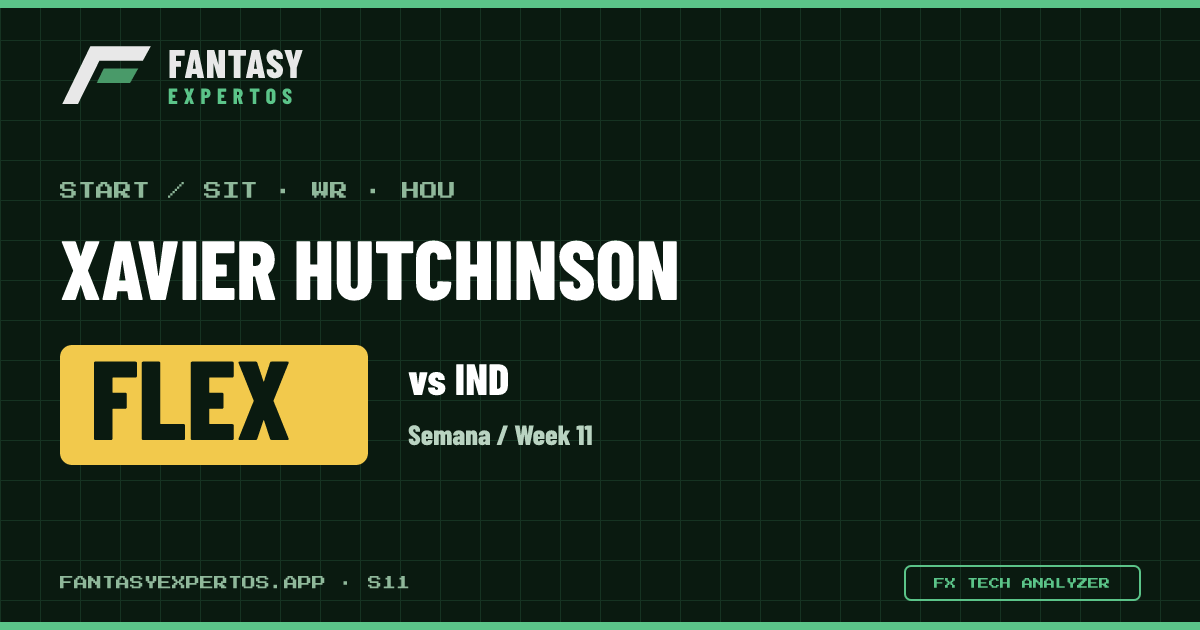 FANTASY
EXPERTOS
START / SIT · WR · HOU
XAVIER HUTCHINSON
FLEX
vs IND
Semana / Week 11
FANTASYEXPERTOS.APP · S11
FX TECH ANALYZER